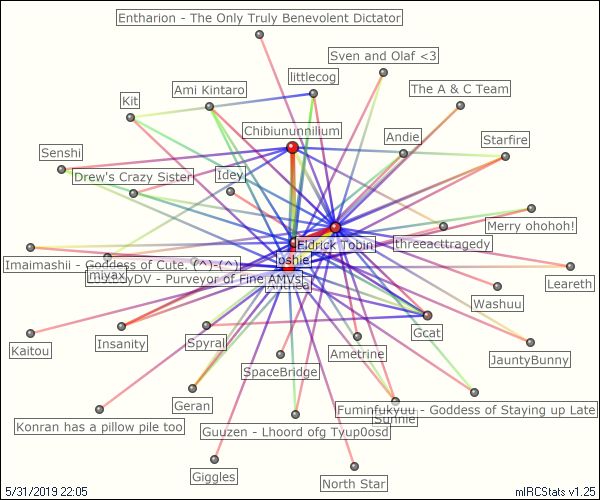 Entharion - The Only Truly Benevolent Dictator
Sven and Olaf <3
littlecog
Ami Kintaro
The A & C Team
Kit
Chibiununnilium
Andie
Starfire
Senshi
Drew's Crazy Sister
Idey
Merry ohohoh!
Eldrick Tobin
threeacttragedy
oshie
Imaimashii - Goddess of Cute. (^)-(^)
miyax
DV - Purveyor of Fine AMVs
Leareth
Washuu
Gcat
Kaitou
Insanity
Spyral
Ametrine
JauntyBunny
SpaceBridge
Geran
Fuminfukyuu - Goddess of Staying up Late
Sunnie
Konran has a pillow pile too
Guuzen - Lhoord ofg Tyup0osd
Giggles
North Star
5/31/2019 22:05
mIRCStats v1.25